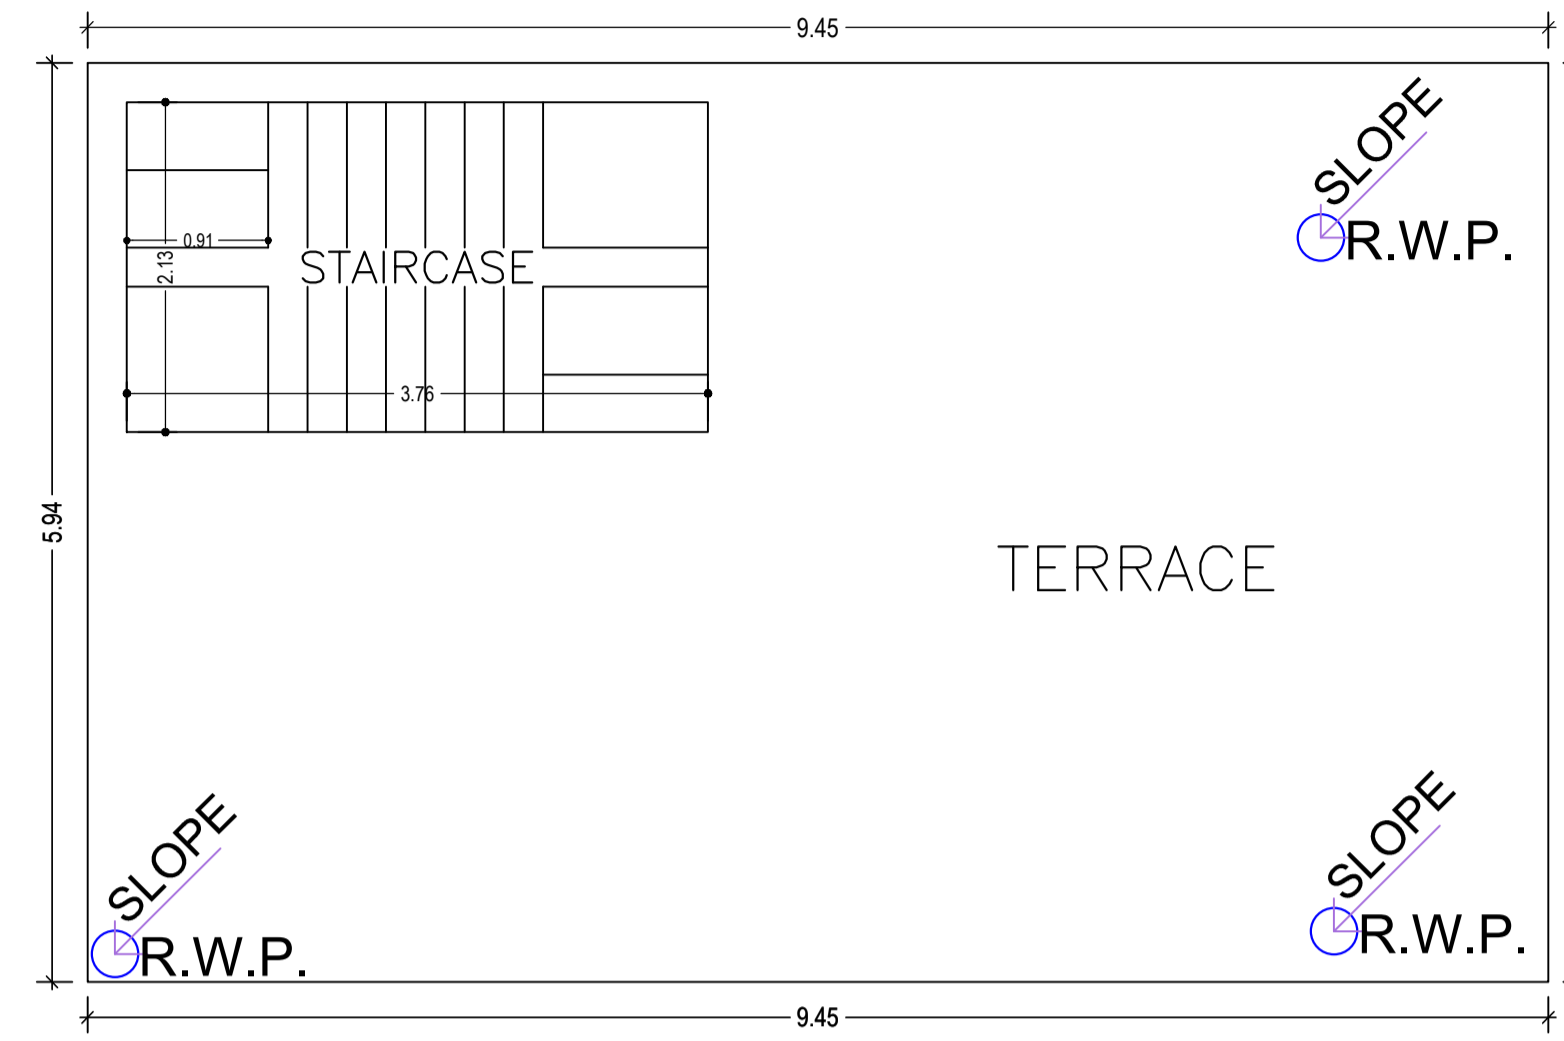 9.45
SLOPE
R.W.P.
0.91
2.13
STAIRCASE
3.76
5.94
TERRACE
SLOPE
R.W.P.
SLOPE
R.W.P.
9.45